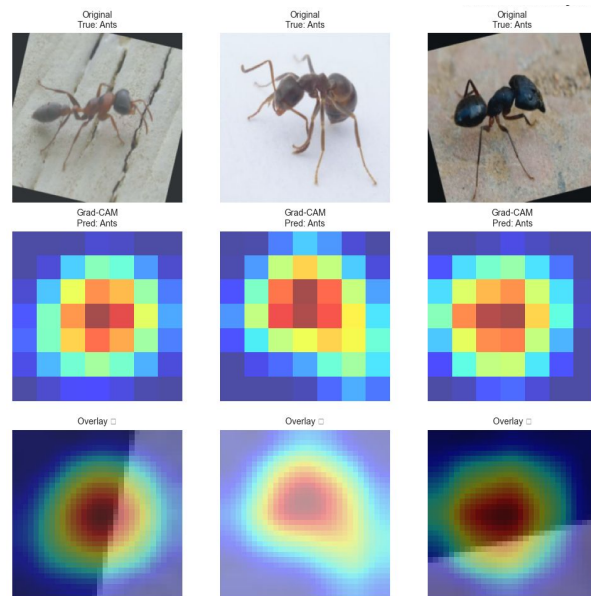 Original
True: Ants
Original
True: Ants
Original
True: Ants
Grad-CAM
Pred: Ants
Grad-CAM
Pred: Ants
Grad-CAM
Pred: Ants
Overlay □
Overlay □
Overlay □